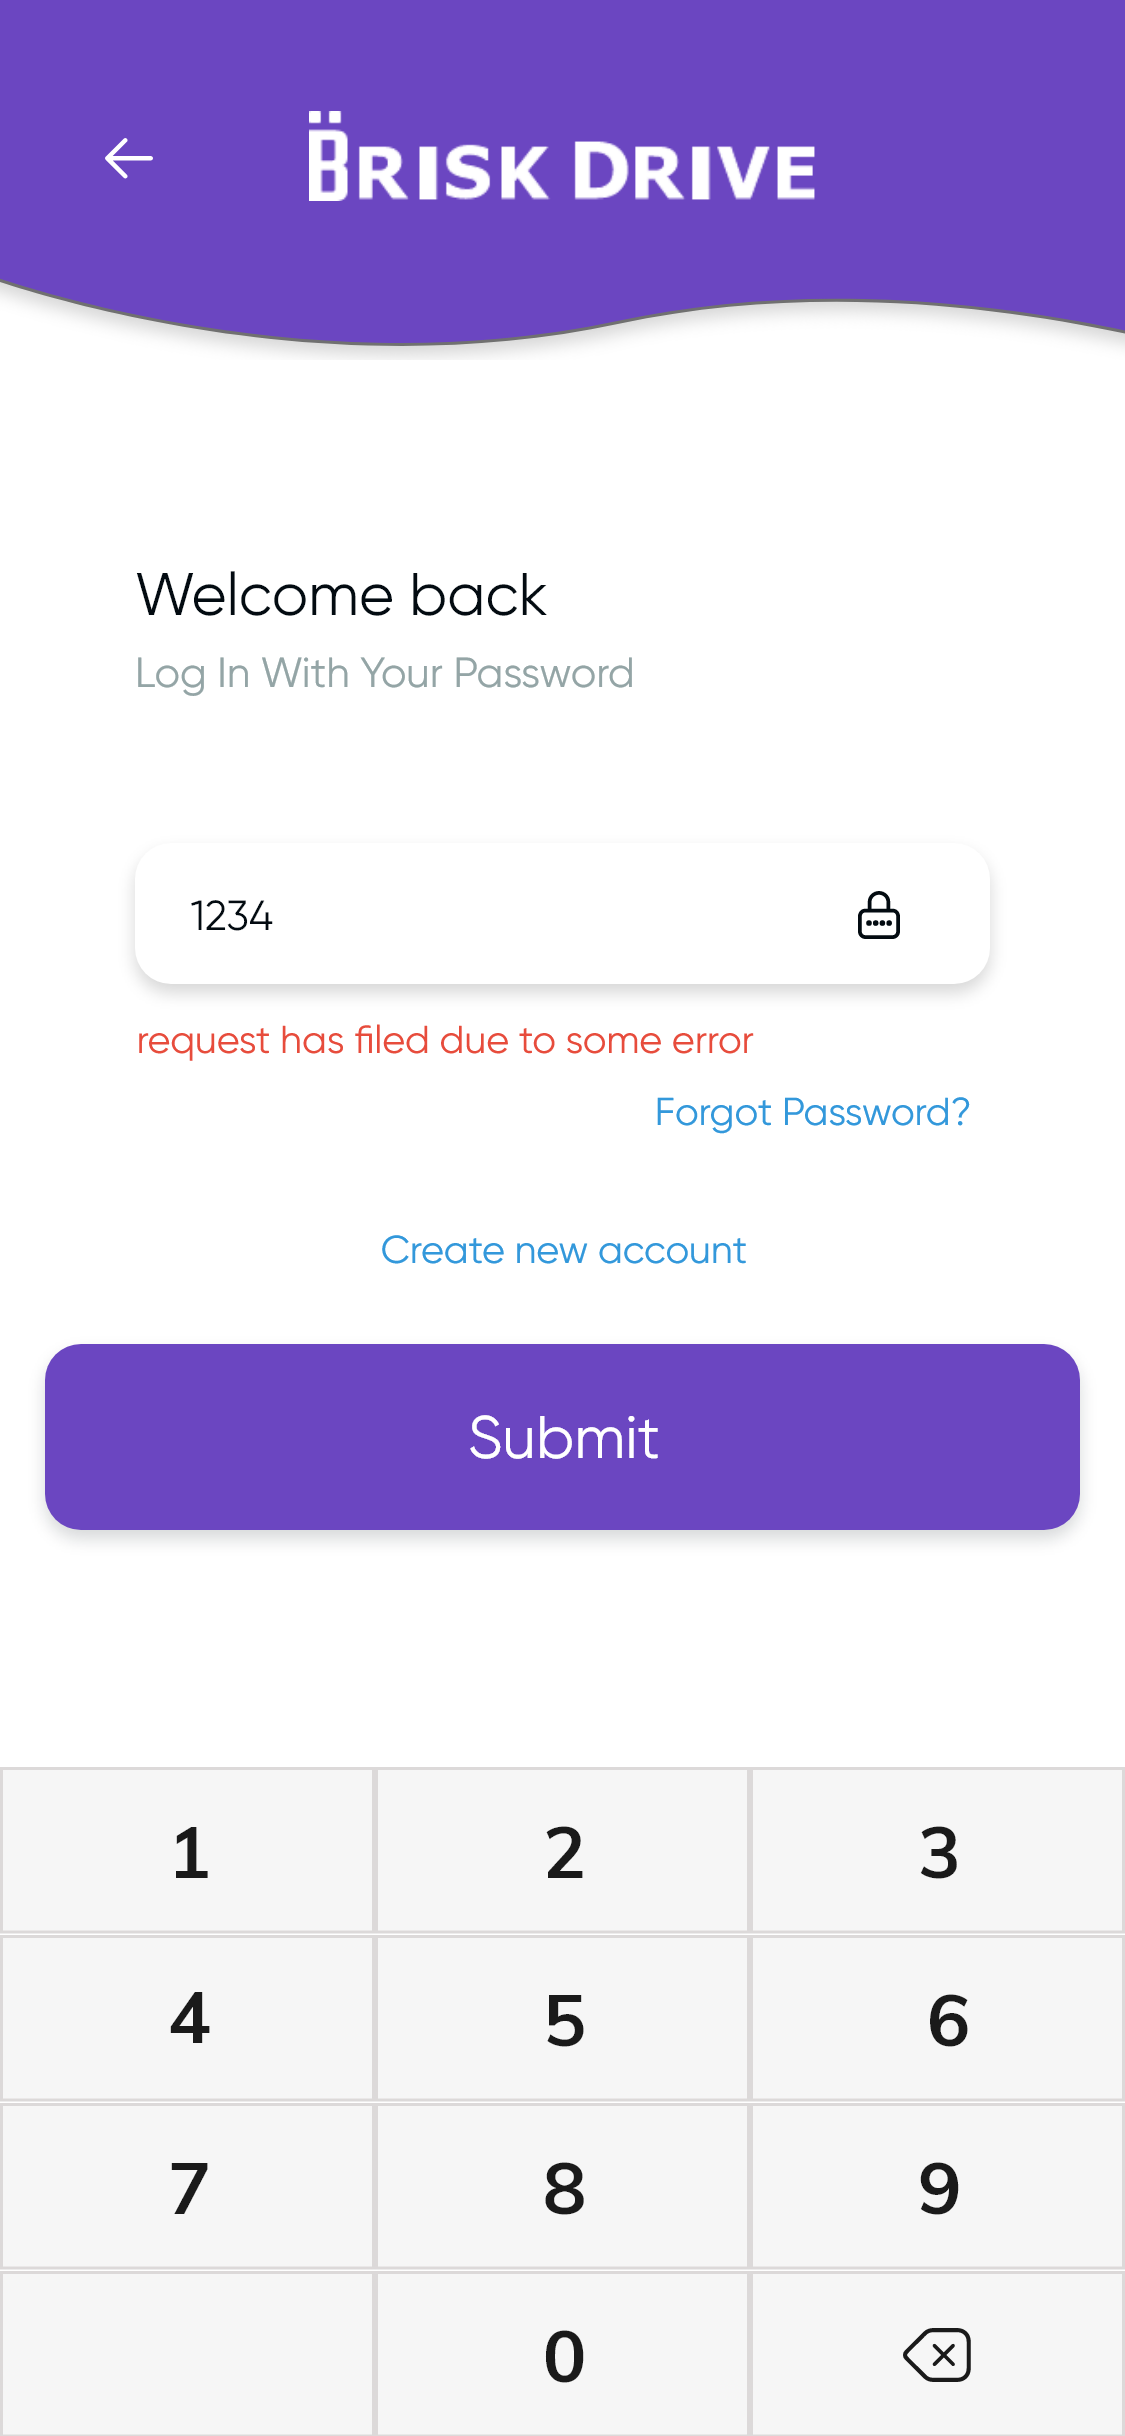 B̈RISK DRIVE
Welcome back
Log In With Your Password
1234
request has filed due to some error
Forgot Password?
Create new account
Submit
1 2 3
4 5 6
7 8 9
0